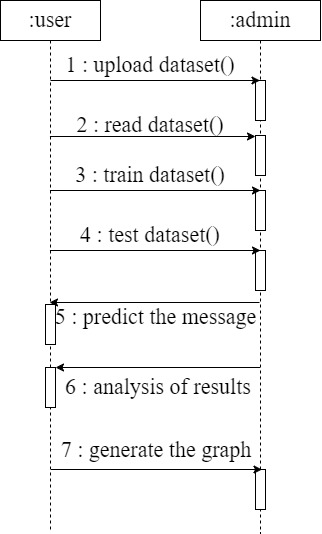 :user
:admin
1 : upload dataset()
2 : read dataset()
3 : train dataset()
4 : test dataset()
5 : predict the message
6 : analysis of results
7 : generate the graph